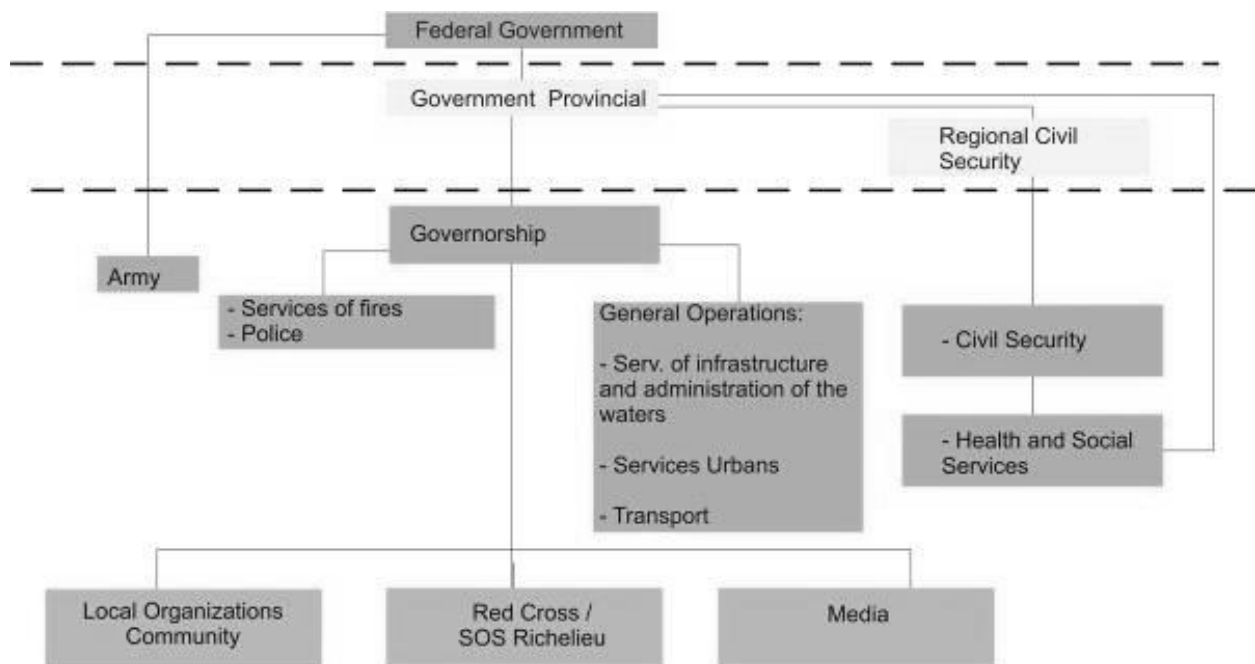 Federal Government
Government Provincial
Regional Civil
Security
Governorship
Army
- Services of fires
- Police
General Operations:
- Serv. of infrastructure
and administration of the
waters
- Services Urbans
- Transport
- Civil Security
- Health and Social
Services
Local Organizations
Community
Red Cross /
SOS Richelieu
Media